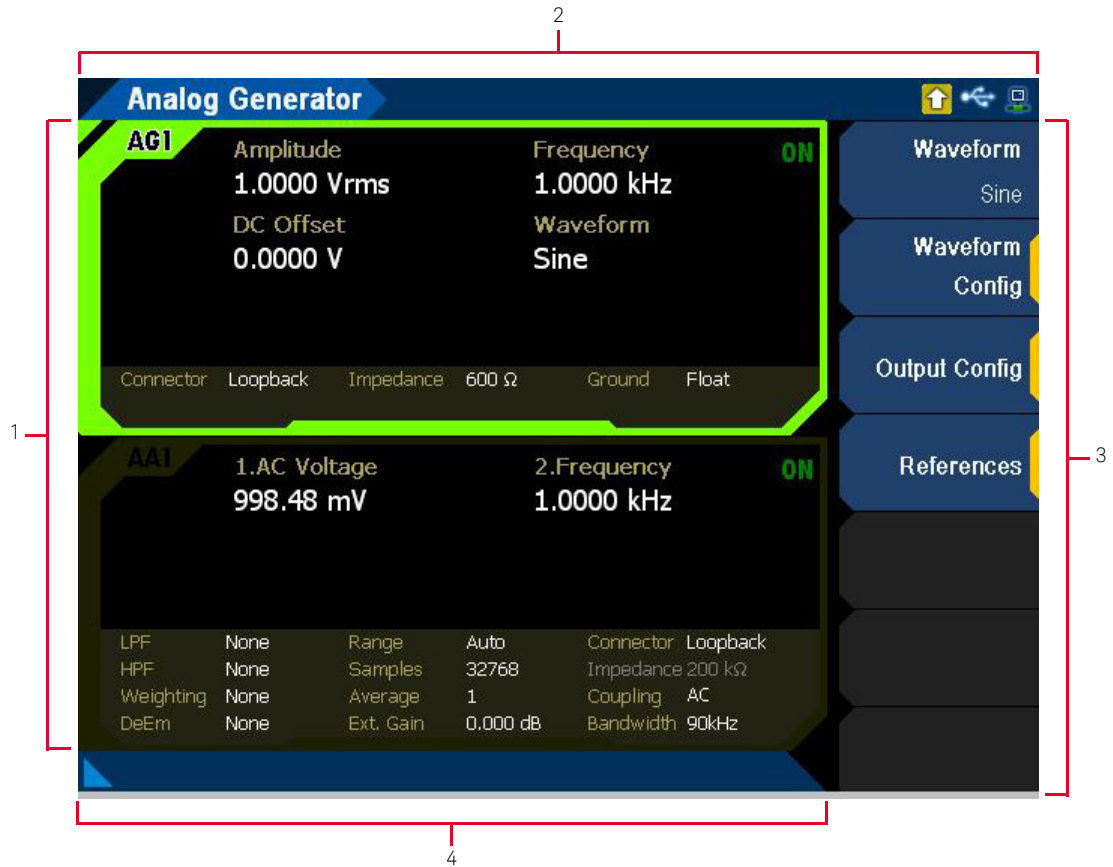 2
Analog Generator
AG1
ON
Amplitude Frequency
1.0000 Vrms 1.0000 kHz
DC Offset Waveform
0.0000 V Sine
Connector Loopback Impedance 600 Ω Ground Float
Waveform
Sine
Waveform
Config
Output Config
References
1
3
AA1
ON
1.AC Voltage 2.Frequency
998.48 mV 1.0000 kHz
LPF None Range Auto Connector Loopback
HPF None Samples 32768 Impedance 200 kΩ
Weighting None Average 1 Coupling AC
DeEm None Ext. Gain 0.000 dB Bandwidth 90kHz
4